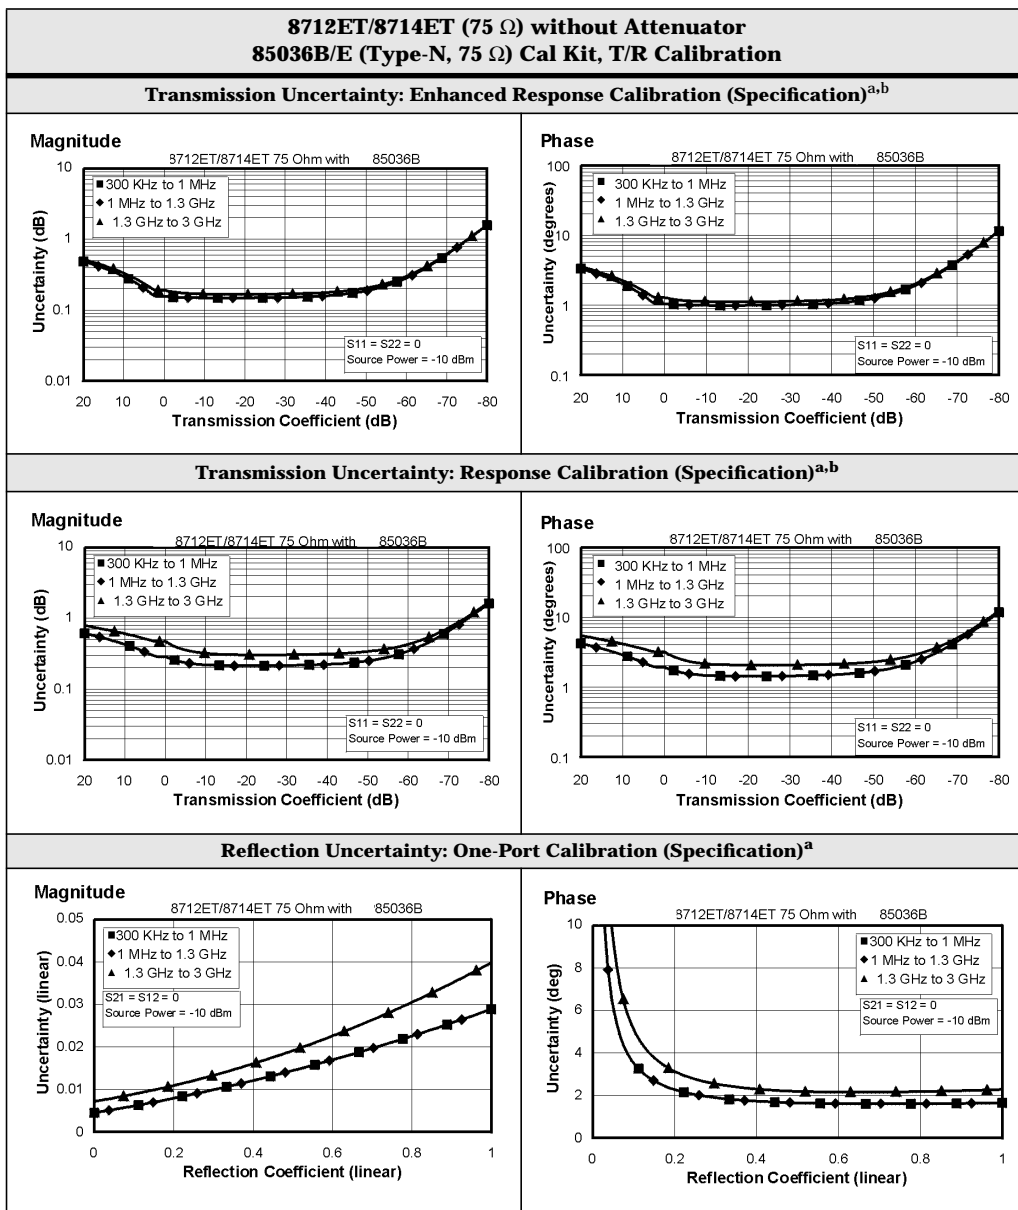 8712ET/8714ET (75 Ω) without Attenuator
85036B/E (Type-N, 75 Ω) Cal Kit, T/R Calibration
Transmission Uncertainty: Enhanced Response Calibration (Specification)a,b
Magnitude
8712ET/8714ET 75 Ohm with 85036B
300 KHz to 1 MHz
1 MHz to 1.3 GHz
1.3 GHz to 3 GHz
S11 = S22 = 0
Source Power = -10 dBm
Uncertainty (dB)
10
1
0.1
0.01
20 10 0 -10 -20 -30 -40 -50 -60 -70 -80
Transmission Coefficient (dB)
Phase
8712ET/8714ET 75 Ohm with 85036B
300 KHz to 1 MHz
1 MHz to 1.3 GHz
1.3 GHz to 3 GHz
S11 = S22 = 0
Source Power = -10 dBm
Uncertainty (degrees)
100
10
1
0.1
20 10 0 -10 -20 -30 -40 -50 -60 -70 -80
Transmission Coefficient (dB)
Transmission Uncertainty: Response Calibration (Specification)a,b
Magnitude
8712ET/8714ET 75 Ohm with 85036B
300 KHz to 1 MHz
1 MHz to 1.3 GHz
1.3 GHz to 3 GHz
S11 = S22 = 0
Source Power = -10 dBm
Uncertainty (dB)
10
1
0.1
0.01
20 10 0 -10 -20 -30 -40 -50 -60 -70 -80
Transmission Coefficient (dB)
Phase
8712ET/8714ET 75 Ohm with 85036B
300 KHz to 1 MHz
1 MHz to 1.3 GHz
1.3 GHz to 3 GHz
S11 = S22 = 0
Source Power = -10 dBm
Uncertainty (degrees)
100
10
1
0.1
20 10 0 -10 -20 -30 -40 -50 -60 -70 -80
Transmission Coefficient (dB)
Reflection Uncertainty: One-Port Calibration (Specification)a
Magnitude
8712ET/8714ET 75 Ohm with 85036B
300 KHz to 1 MHz
1 MHz to 1.3 GHz
1.3 GHz to 3 GHz
S21 = S12 = 0
Source Power = -10 dBm
Uncertainty (linear)
0.05
0.04
0.03
0.02
0.01
0
0 0.2 0.4 0.6 0.8 1
Reflection Coefficient (linear)
Phase
8712ET/8714ET 75 Ohm with 85036B
300 KHz to 1 MHz
1 MHz to 1.3 GHz
1.3 GHz to 3 GHz
S21 = S12 = 0
Source Power = -10 dBm
Uncertainty (deg)
10
8
6
4
2
0
0 0.2 0.4 0.6 0.8 1
Reflection Coefficient (linear)